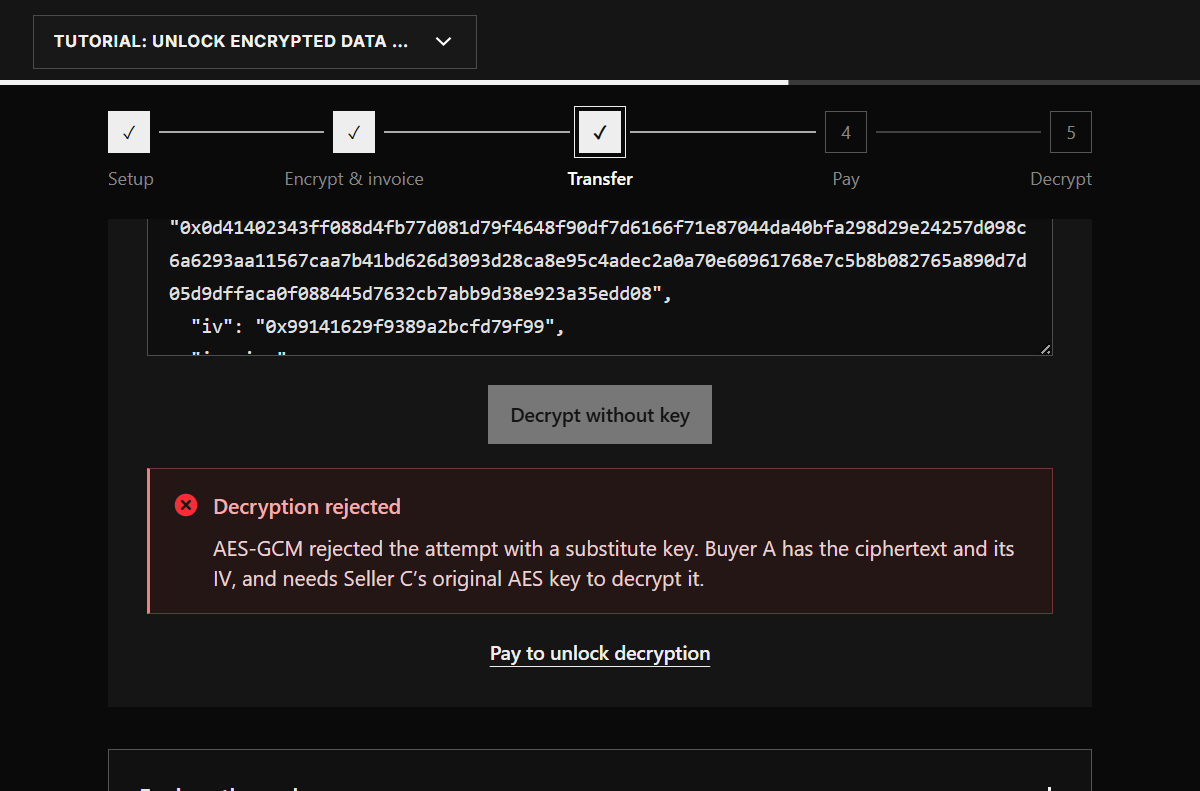 TUTORIAL: UNLOCK ENCRYPTED DATA ...
4
5
Setup
Encrypt & invoice
Transfer
Pay
Decrypt
"0x0d41402343ff088d4fb77d081d79f4648f90df7d6166f71e87044da40bfa298d29e24257d098c
6a6293aa11567caa7b41bd626d3093d28ca8e95c4adec2a0a70e60961768e7c5b8b082765a890d7d
05d9dffaca0f088445d7632cb7abb9d38e923a35edd08",
"iv": "0x99141629f9389a2bcfd79f99",
Decrypt without key
Decryption rejected
AES-GCM rejected the attempt with a substitute key. Buyer A has the ciphertext and its
IV, and needs Seller C’s original AES key to decrypt it.
Pay to unlock decryption